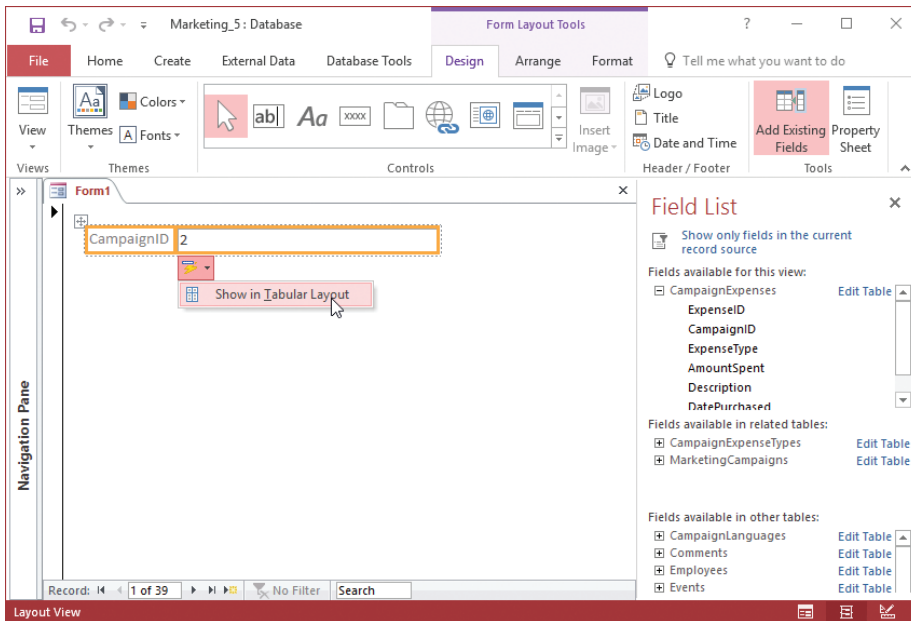 Marketing_5 : Database
Form Layout Tools
?
File
Home
Create
External Data
Database Tools
Design
Arrange
Format
Tell me what you want to do
View
Views
Aa
Themes
Colors
A Fonts
Themes
ab|
Aa
xxxx
Controls
Insert
Image
Logo
Title
Date and Time
Header / Footer
Add Existing
Fields
Property
Sheet
Tools
»
Form1
CampaignID
2
Show in Tabular Layout
Navigation Pane
Field List
Show only fields in the current
record source
Fields available for this view:
CampaignExpenses
Edit Table
ExpenseID
CampaignID
ExpenseType
AmountSpent
Description
DatePurchased
Fields available in related tables:
CampaignExpenseTypes
Edit Table
MarketingCampaigns
Edit Table
Fields available in other tables:
CampaignLanguages
Edit Table
Comments
Edit Table
Employees
Edit Table
Events
Edit Table
Record:
1 of 39
No Filter
Search
Layout View